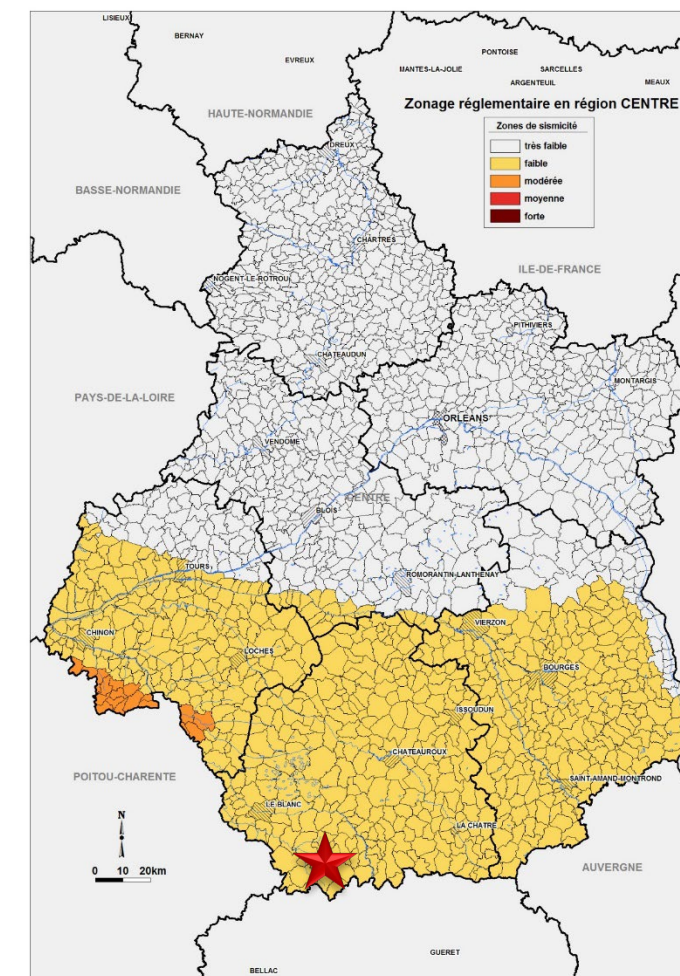 LISIEUX
BERNAY
EVREUX
PONTOISE
MANTES-LA-JOLIE
SARCELLES
ARGENTEUIL
MEAUX
Zonage réglementaire en région CENTRE
HAUTE-NORMANDIE
Zones de sismicité
très faible
faible
modérée
moyenne
forte
DREUX
BASSE-NORMANDIE
CHARTRES
ILE-DE-FRANCE
NOGENT-LE-ROTROU
PITHIVIERS
CHATEAUDUN
MONTARGIS
PAYS-DE-LA-LOIRE
ORLEANS
VENDOME
CENTRE
BLOIS
TOURS
ROMORANTIN-LANTHENAY
VIERZON
CHINON
LOCHES
BOURGES
ISSOUDUN
CHATEAUROUX
POITOU-CHARENTE
SAINT-AMAND-MONTROND
LE BLANC
N
LA CHATRE
0 10 20km
AUVERGNE
GUERET
BELLAC